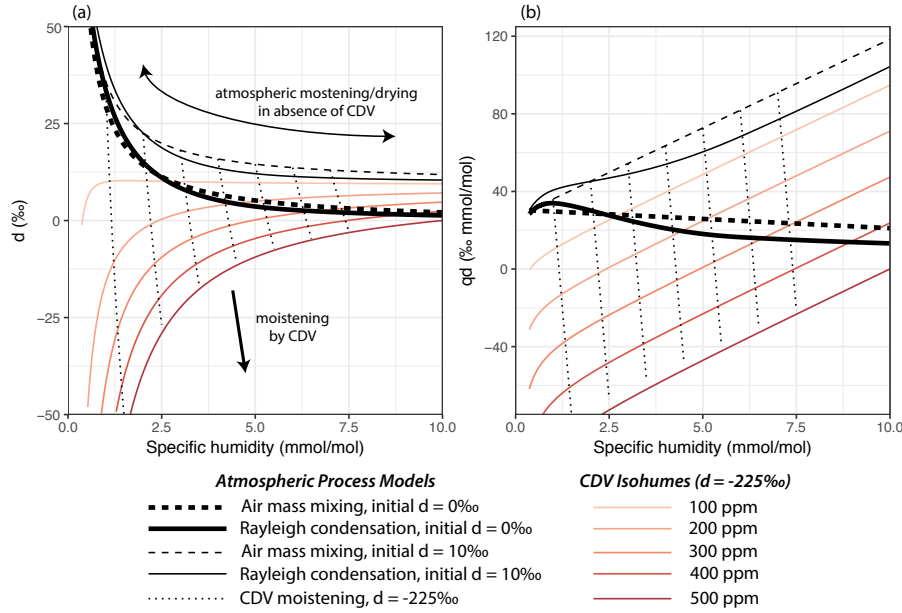 (a)
(b)
50
25
0
−25
−50
d (‰)
atmospheric mostening/drying
in absence of CDV
moistening
by CDV
0.0
2.5
5.0
7.5
10.0
Specific humidity (mmol/mol)
120
80
40
0
−40
qd (‰ mmol/mol)
0.0
2.5
5.0
7.5
10.0
Specific humidity (mmol/mol)
Atmospheric Process Models
Air mass mixing, initial d = 0‰
Rayleigh condensation, initial d = 0‰
Air mass mixing, initial d = 10‰
Rayleigh condensation, initial d = 10‰
CDV moistening, d = -225‰
CDV Isohumes (d = -225‰)
100 ppm
200 ppm
300 ppm
400 ppm
500 ppm